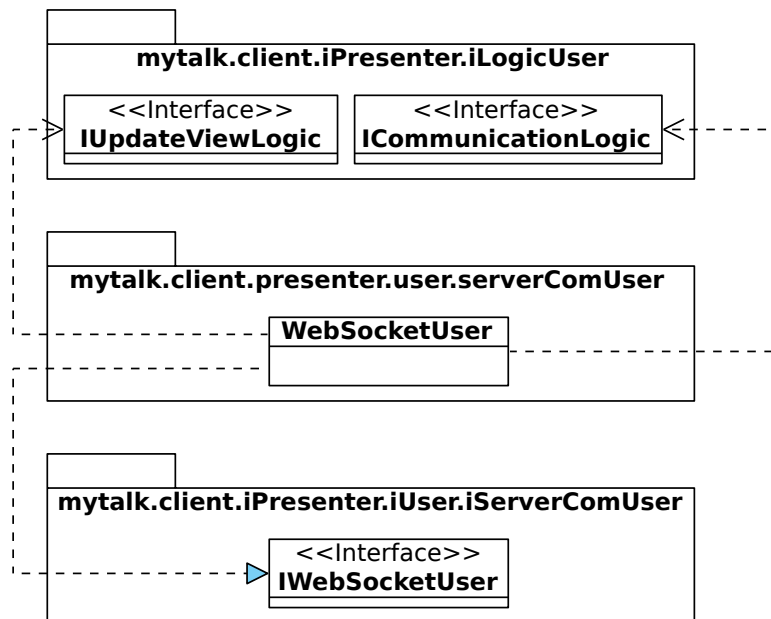 mytalk.client.iPresenter.iLogicUser
<<Interface>>
IUpdateViewLogic
<<Interface>>
ICommunicationLogic
mytalk.client.presenter.user.serverComUser
WebSocketUser
mytalk.client.iPresenter.iUser.iServerComUser
<<Interface>>
IWebSocketUser